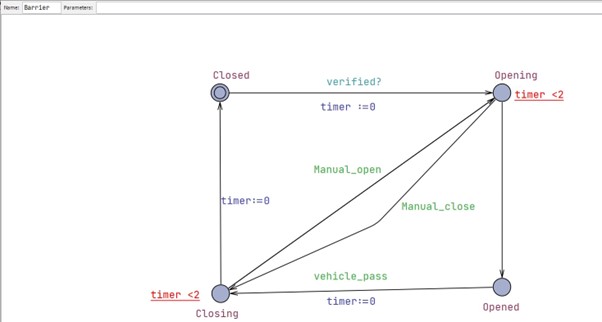 Name: Barrier Parameters:
Closed
Opening
verified?
timer <2
timer :=0
Manual_open
timer:=0
Manual_close
vehicle_pass
timer <2
timer:=0
Opened
Closing